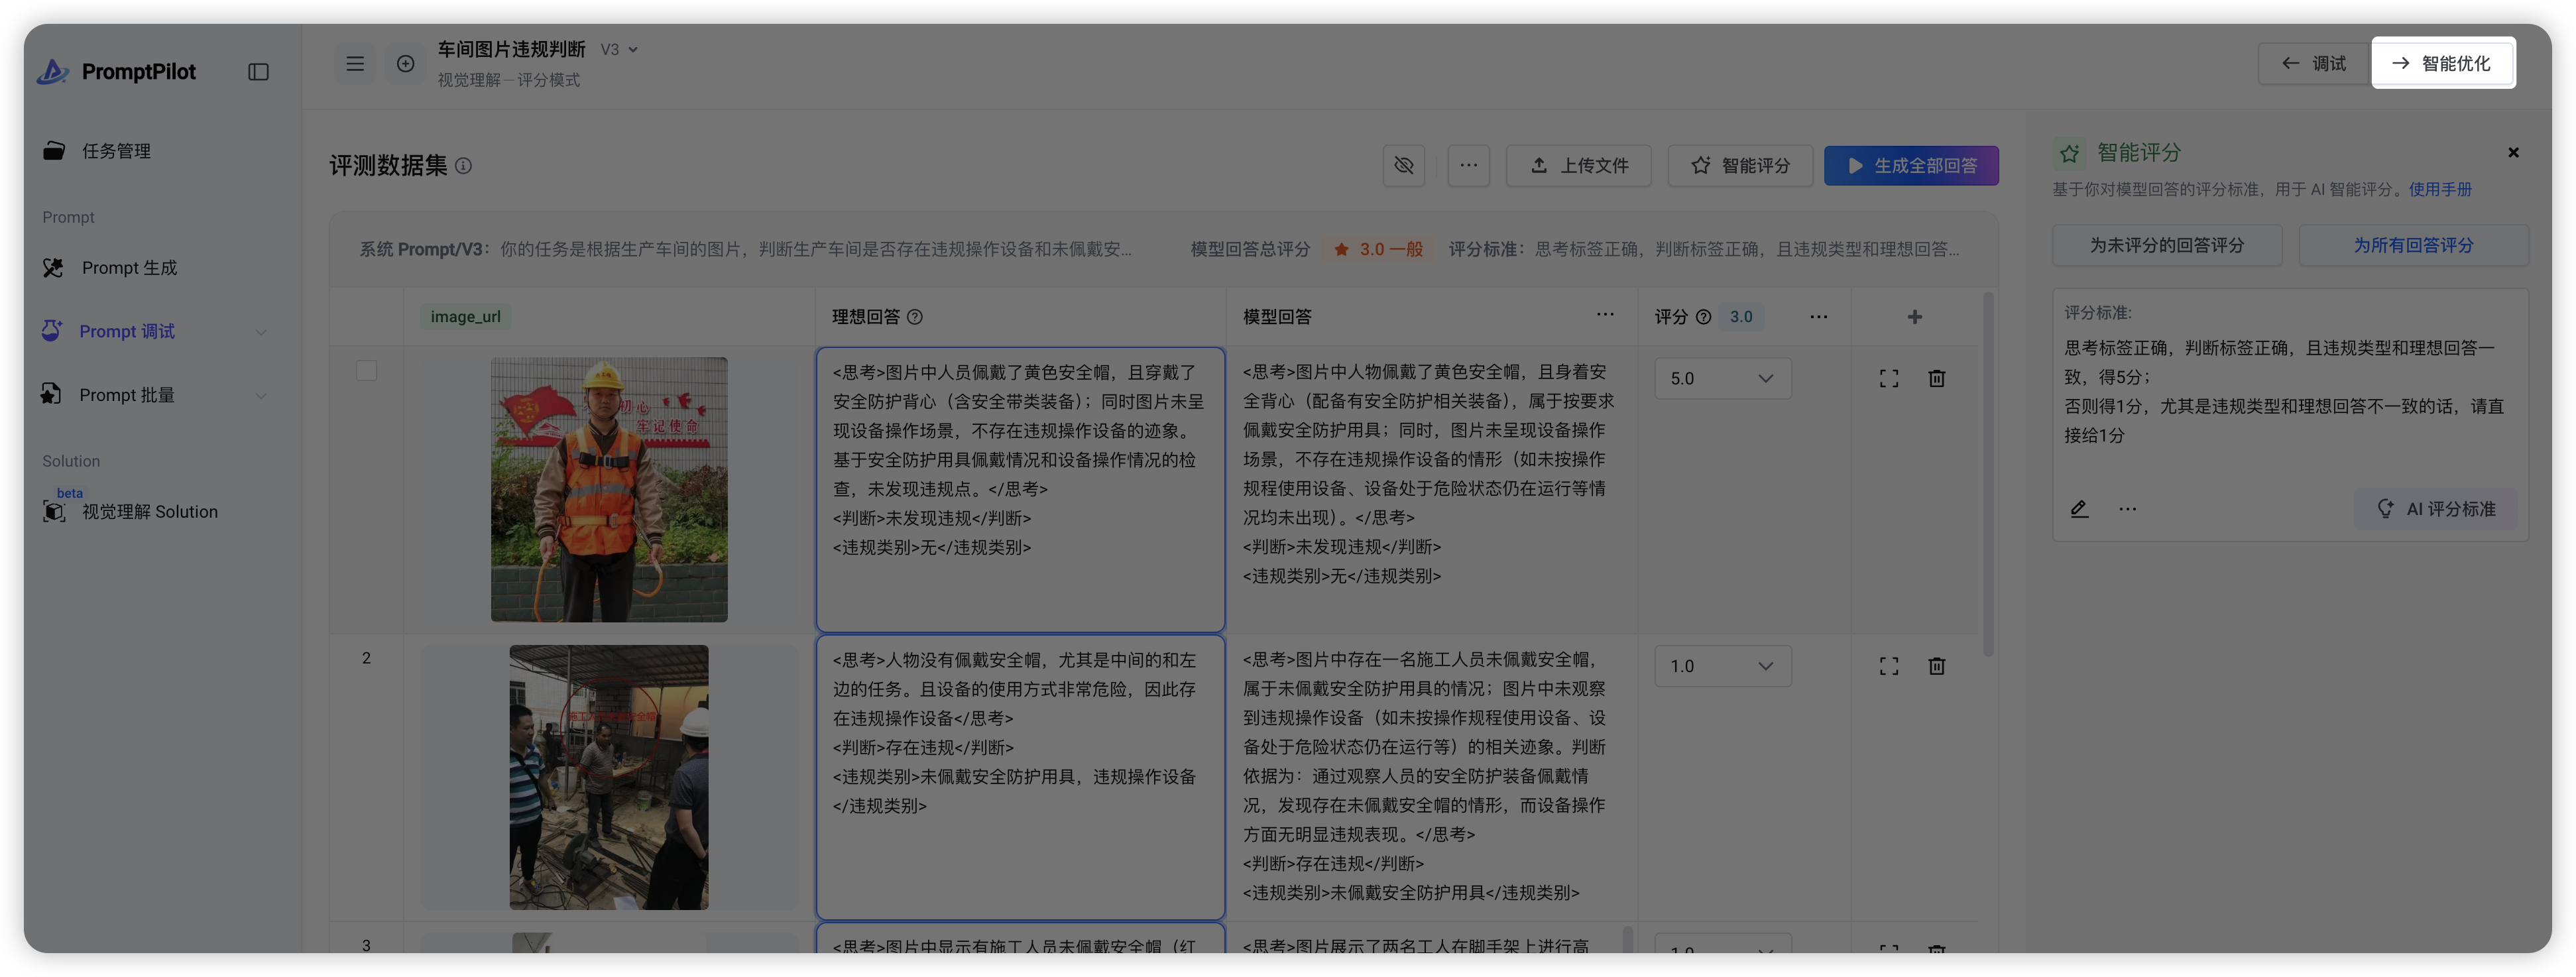 PromptPilot
任务管理
Prompt
Prompt 生成
Prompt 调试
Prompt 批量
Solution
beta
视觉理解 Solution
车间图片违规判断 V3
视觉理解—评分模式
调试
智能优化
评测数据集
上传文件
智能评分
生成全部回答
系统 Prompt/V3: 你的任务是根据生产车间的图片，判断生产车间是否存在违规操作设备和未佩戴安...
模型回答总评分 3.0 一般
评分标准: 思考标签正确，判断标签正确，且违规类型和理想回答...
image_url
理想回答
模型回答
评分 3.0
初心
牢记使命
<思考>图片中人员佩戴了黄色安全帽，且穿戴了
安全防护背心（含安全带类装备）；同时图片未呈
现设备操作场景，不存在违规操作设备的迹象。
基于安全防护用具佩戴情况和设备操作情况的检
查，未发现违规点。</思考>
<判断>未发现违规</判断>
<违规类别>无</违规类别>
<思考>图片中人物佩戴了黄色安全帽，且身着安
全背心（配备有安全防护相关装备），属于按要求
佩戴安全防护用具；同时，图片未呈现设备操作
场景，不存在违规操作设备的情形（如未按操作
规程使用设备、设备处于危险状态仍在运行等情
况均未出现）。</思考>
<判断>未发现违规</判断>
<违规类别>无</违规类别>
5.0
2
<思考>人物没有佩戴安全帽，尤其是中间的和左
边的任务。且设备的使用方式非常危险，因此存
在违规操作设备</思考>
<判断>存在违规</判断>
<违规类别>未佩戴安全防护用具，违规操作设备
</违规类别>
<思考>图片中存在一名施工人员未佩戴安全帽，
属于未佩戴安全防护用具的情况；图片中未观察
到违规操作设备（如未按操作规程使用设备、设
备处于危险状态仍在运行等）的相关迹象。判断
依据为：通过观察人员的安全防护装备佩戴情
况，发现存在未佩戴安全帽的情形，而设备操作
方面无明显违规表现。</思考>
<判断>存在违规</判断>
<违规类别>未佩戴安全防护用具</违规类别>
1.0
3
<思考>图片中显示有施工人员未佩戴安全帽（红
<思考>图片展示了两名工人在脚手架上进行高
1.0
智能评分
基于你对模型回答的评分标准，用于 AI 智能评分。使用手册
为未评分的回答评分
为所有回答评分
评分标准:
思考标签正确，判断标签正确，且违规类型和理想回答一
致，得5分；
否则得1分，尤其是违规类型和理想回答不一致的话，请直
接给1分
AI 评分标准